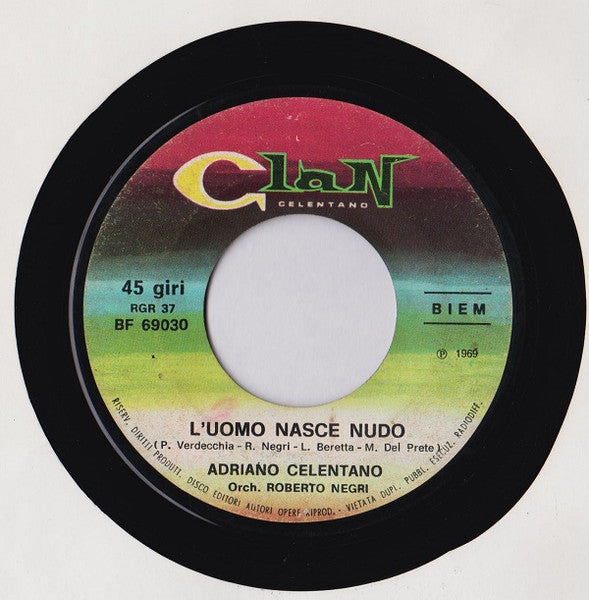 Clan
CELENTANO
45 giri
RGR 37
BF 69030
BIEM
Ⓟ 1969
L'UOMO NASCE NUDO
(P. Verdecchia - R. Negri - L. Beretta - M. Del Prete)
ADRIANO CELENTANO
Orch. ROBERTO NEGRI
RISERV. DIRITTI PRODUT. DISCO EDITORI AUTORI OPERE RIPROD. - VIETATA DUPL. PUBBL. ESECUZ. RADIODIFF.